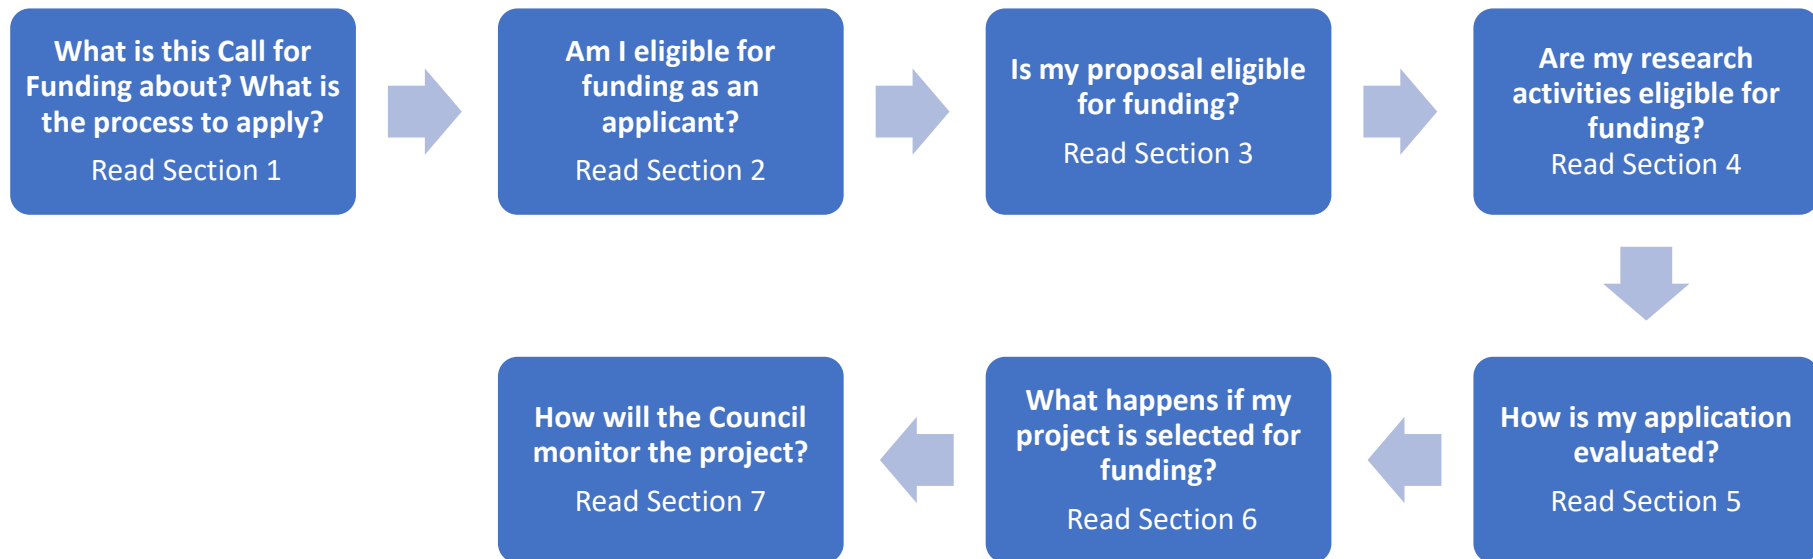 What is this Call for
Funding about? What is
the process to apply?
Read Section 1
Am I eligible for
funding as an
applicant?
Read Section 2
Is my proposal eligible
for funding?
Read Section 3
Are my research
activities eligible for
funding?
Read Section 4
How is my application
evaluated?
Read Section 5
What happens if my
project is selected for
funding?
Read Section 6
How will the Council
monitor the project?
Read Section 7